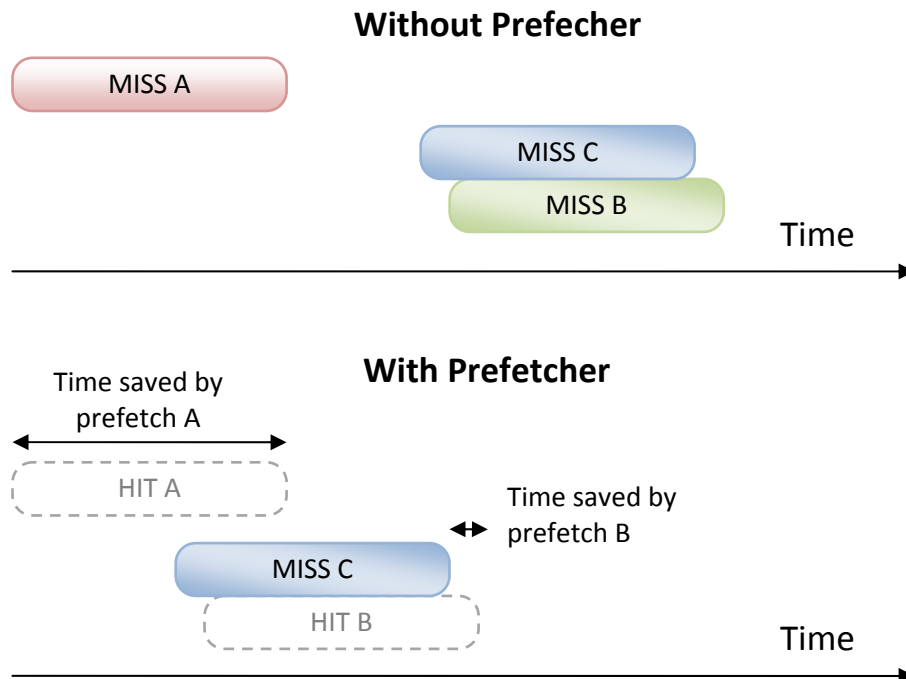 Without Prefecher
MISS A
MISS C
MISS B
Time
With Prefetcher
Time saved by
prefetch A
HIT A
Time saved by
prefetch B
MISS C
HIT B
Time